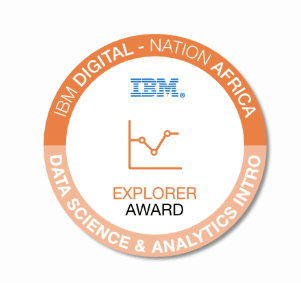 IBM DIGITAL - NATION AFRICA
IBM®
EXPLORER
AWARD
DATA SCIENCE & ANALYTICS INTRO